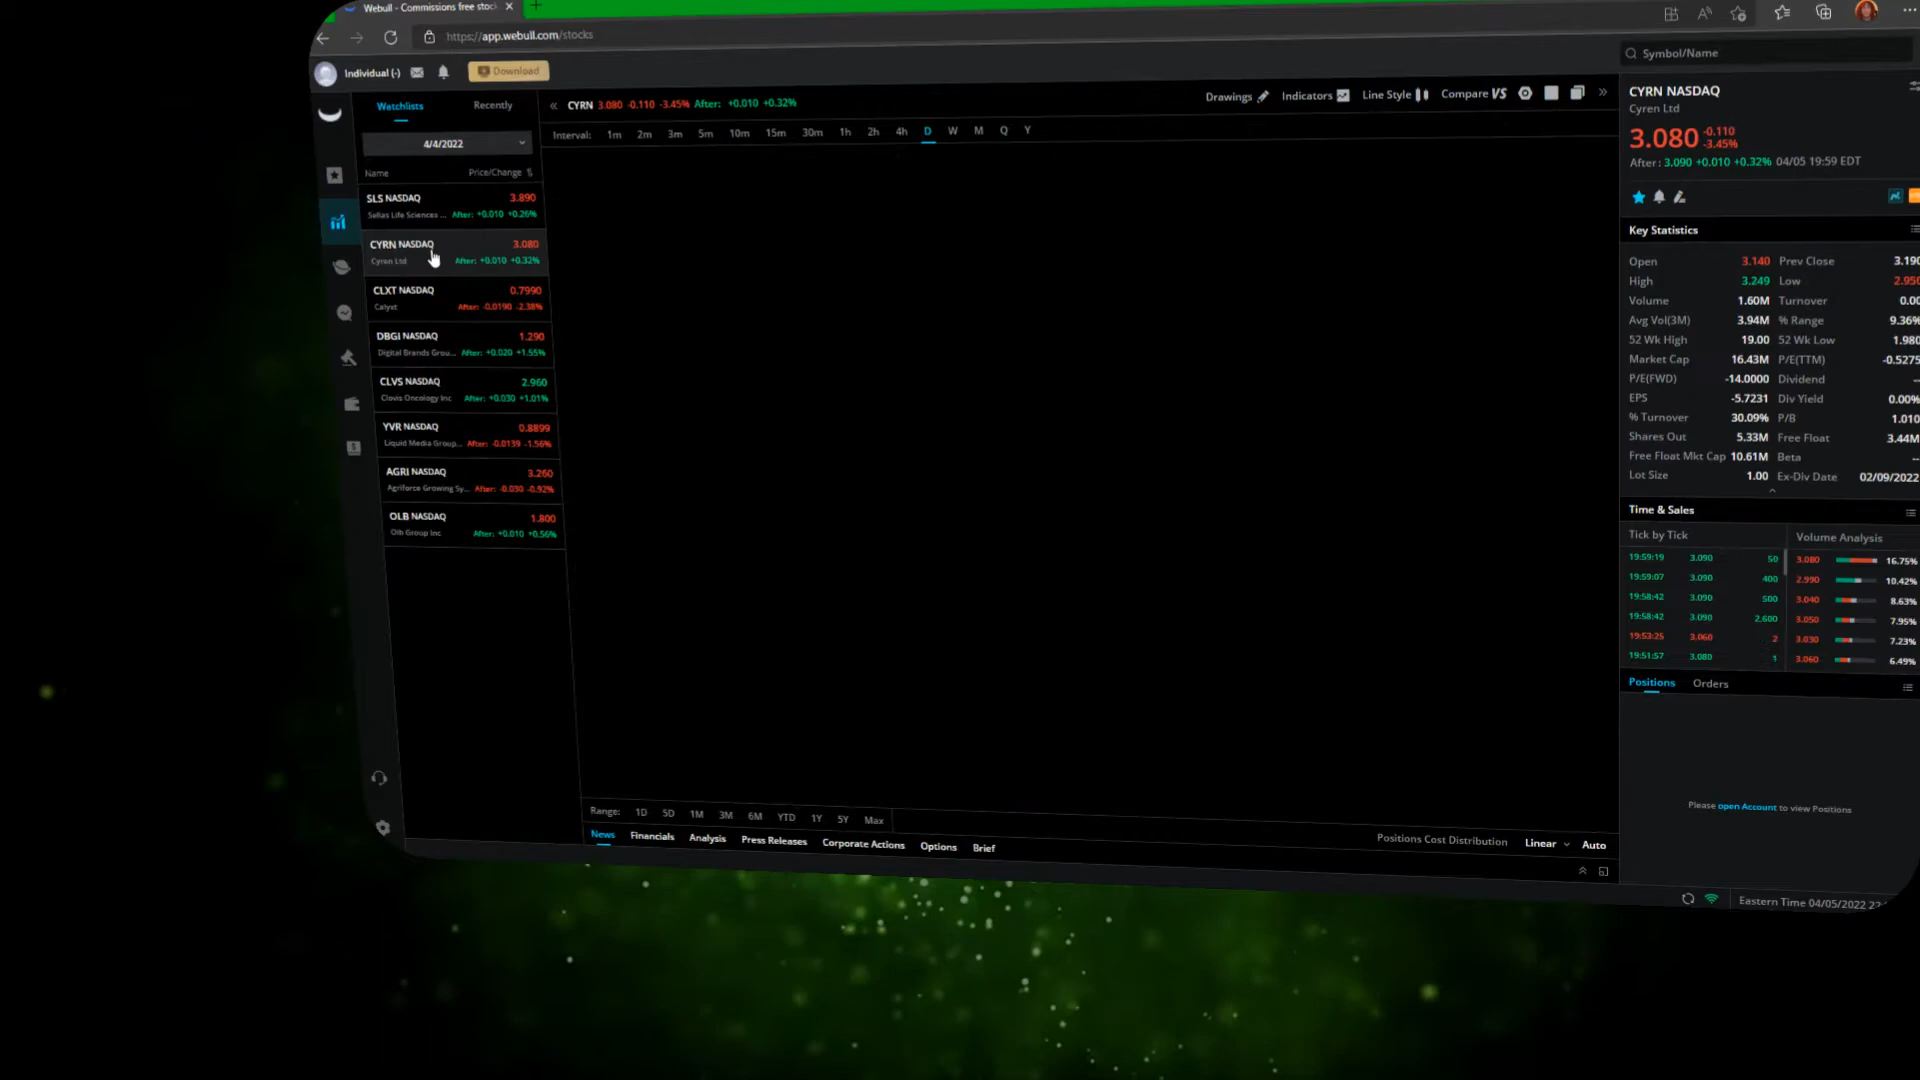 Webull - Commissions free stoc
https://app.webull.com/stocks
Individual (-)
Download
Symbol/Name
Watchlists Recently
4/4/2022
Name Price/Change
SLS NASDAQ 3.890
Sellas Life Sciences ... After: +0.010 +0.26%
CYRN NASDAQ 3.080
Cyren Ltd After: +0.010 +0.32%
CLXT NASDAQ 0.7990
Calyxt After: -0.0190 -2.38%
DBGI NASDAQ 1.290
Digital Brands Grou... After: +0.020 +1.55%
CLVS NASDAQ 2.960
Clovis Oncology Inc After: +0.030 +1.01%
YVR NASDAQ 0.8899
Liquid Media Group... After: -0.0139 -1.56%
AGRI NASDAQ 3.260
Agriforce Growing Sy... After: -0.030 -0.92%
OLB NASDAQ 1.800
Olb Group Inc After: +0.010 +0.56%
CYRN 3.080 -0.110 -3.45% After: +0.010 +0.32%
Drawings Indicators Line Style Compare VS
Interval: 1m 2m 3m 5m 10m 15m 30m 1h 2h 4h D W M Q Y
Range: 1D 5D 1M 3M 6M YTD 1Y 5Y Max
Positions Cost Distribution Linear Auto
News Financials Analysis Press Releases Corporate Actions Options Brief
CYRN NASDAQ
Cyren Ltd
3.080 -0.110
-3.45%
After: 3.090 +0.010 +0.32% 04/05 19:59 EDT
Key Statistics
Open 3.140 Prev Close 3.190
High 3.249 Low 2.950
Volume 1.60M Turnover 0.00
Avg Vol(3M) 3.94M % Range 9.36%
52 Wk High 19.00 52 Wk Low 1.980
Market Cap 16.43M P/E(TTM) -0.5275
P/E(FWD) -14.0000 Dividend --
EPS -5.7231 Div Yield 0.00%
% Turnover 30.09% P/B 1.010
Shares Out 5.33M Free Float 3.44M
Free Float Mkt Cap 10.61M Beta --
Lot Size 1.00 Ex-Div Date 02/09/2022
Time & Sales
Tick by Tick Volume Analysis
19:59:19 3.090 50 3.080 16.75%
19:59:07 3.090 400 2.990 10.42%
19:58:42 3.090 500 3.040 8.63%
19:58:42 3.090 2,600 3.050 7.95%
19:53:25 3.060 2 3.030 7.23%
19:51:57 3.080 1 3.060 6.49%
Positions Orders
Please open Account to view Positions
Eastern Time 04/05/2022 22